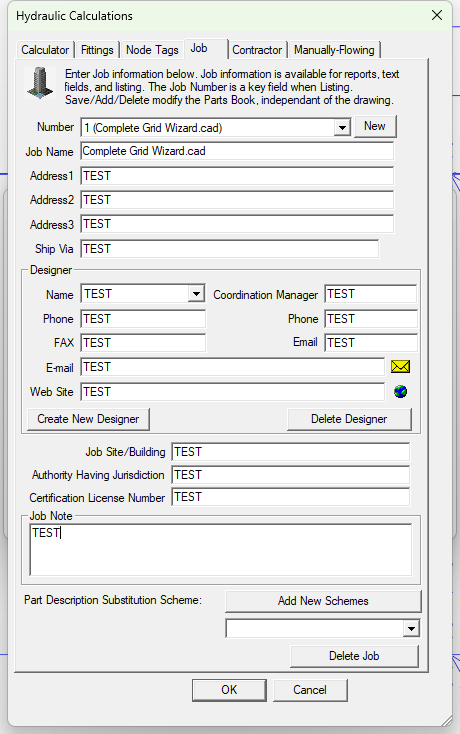 Hydraulic Calculations
Calculator Fittings Node Tags Job Contractor Manually-Flowing
Enter Job information below. Job information is available for reports, text
fields, and listing. The Job Number is a key field when Listing.
Save/Add/Delete modify the Parts Book, independant of the drawing.
Number 1 (Complete Grid Wizard.cad) New
Job Name Complete Grid Wizard.cad
Address1 TEST
Address2 TEST
Address3 TEST
Ship Via TEST
Designer
Name TEST Coordination Manager TEST
Phone TEST Phone TEST
FAX TEST Email TEST
E-mail TEST
Web Site TEST
Create New Designer Delete Designer
Job Site/Building TEST
Authority Having Jurisdiction TEST
Certification License Number TEST
Job Note
TEST
Part Description Substitution Scheme: Add New Schemes
Delete Job
OK Cancel